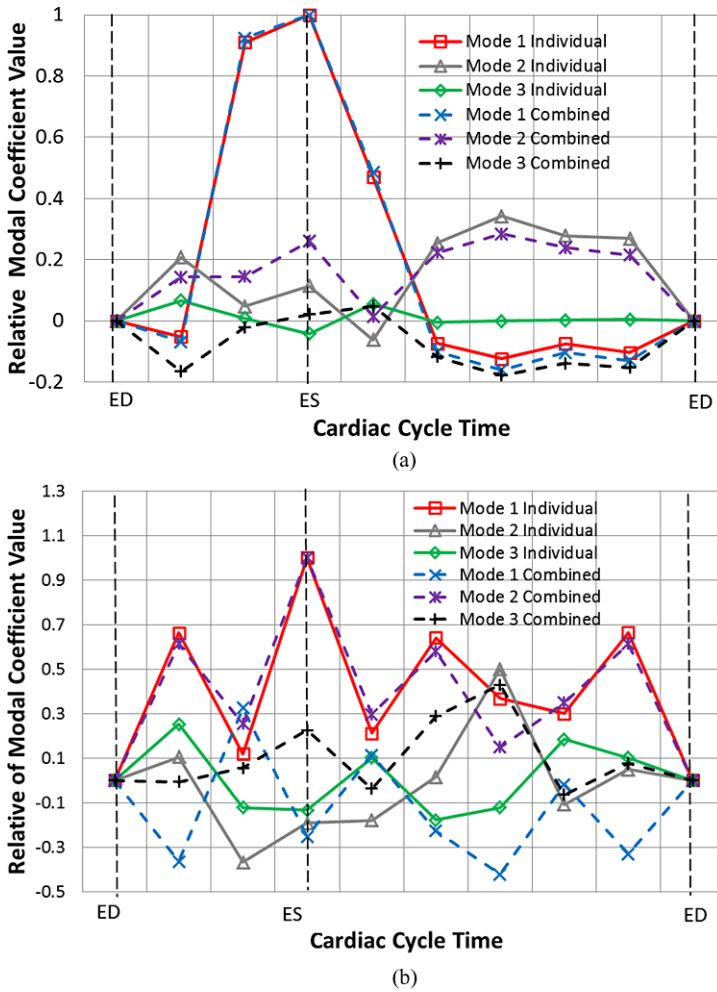 Relative Modal Coefficient Value
1
0.8
0.6
0.4
0.2
0
-0.2
Mode 1 Individual
Mode 2 Individual
Mode 3 Individual
Mode 1 Combined
Mode 2 Combined
Mode 3 Combined
ED
ES
ED
Cardiac Cycle Time
(a)
Relative of Modal Coefficient Value
1.3
1.1
0.9
0.7
0.5
0.3
0.1
-0.1
-0.3
-0.5
Mode 1 Individual
Mode 2 Individual
Mode 3 Individual
Mode 1 Combined
Mode 2 Combined
Mode 3 Combined
ED
ES
ED
Cardiac Cycle Time
(b)